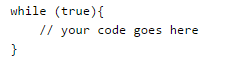 while (true){
    // your code goes here
}